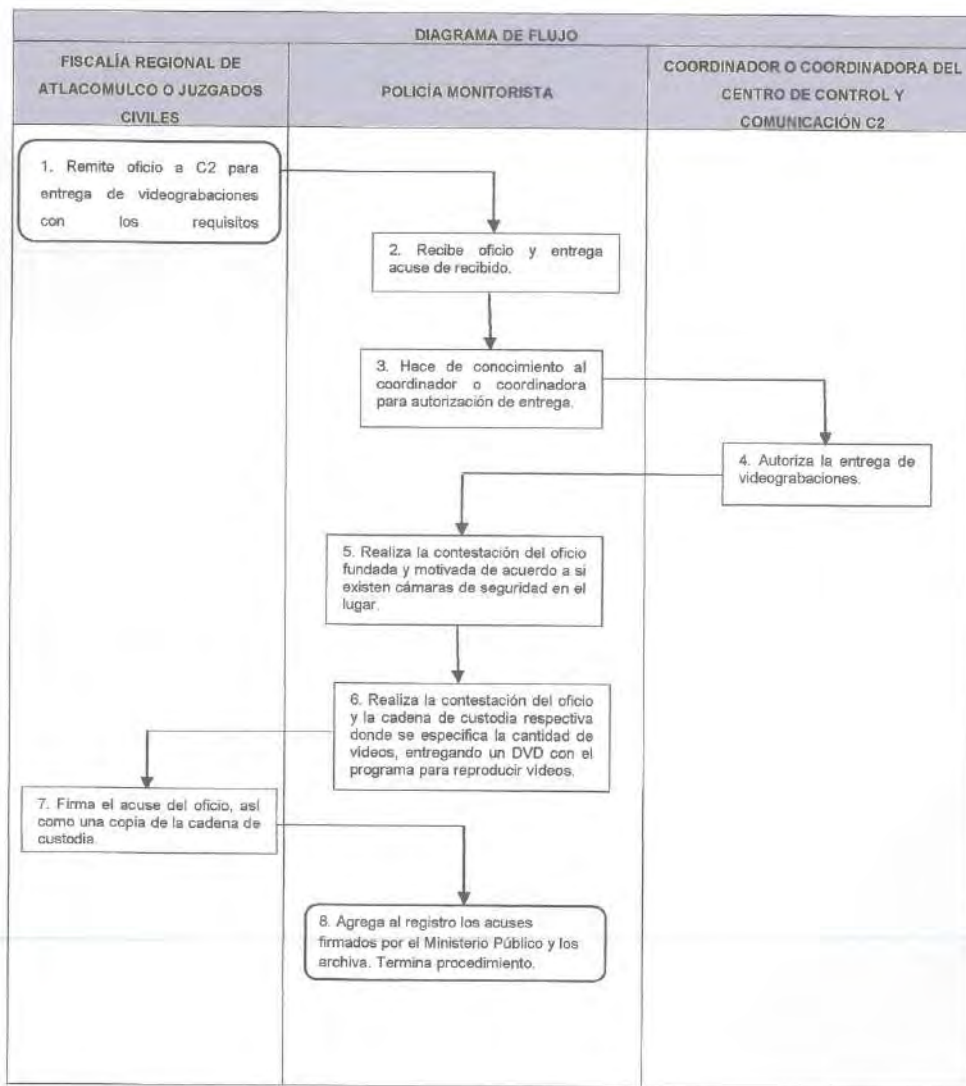 DIAGRAMA DE FLUJO
FISCALÍA REGIONAL DE
ATLACOMULCO O JUZGADOS
CIVILES
POLICÍA MONITORISTA
COORDINADOR O COORDINADORA DEL
CENTRO DE CONTROL Y
COMUNICACIÓN C2
1. Remite oficio a C2 para
entrega de videograbaciones
con los requisitos
2. Recibe oficio y entrega
acuse de recibido.
3. Hace de conocimiento al
coordinador o coordinadora
para autorización de entrega.
4. Autoriza la entrega de
videograbaciones.
5. Realiza la contestación del oficio
fundada y motivada de acuerdo a si
existen cámaras de seguridad en el
lugar.
6. Realiza la contestación del oficio
y la cadena de custodia respectiva
donde se especifica la cantidad de
videos, entregando un DVD con el
programa para reproducir videos.
7. Firma el acuse del oficio, así
como una copia de la cadena de
custodia.
8. Agrega al registro los acuses
firmados por el Ministerio Público y los
archiva. Termina procedimiento.